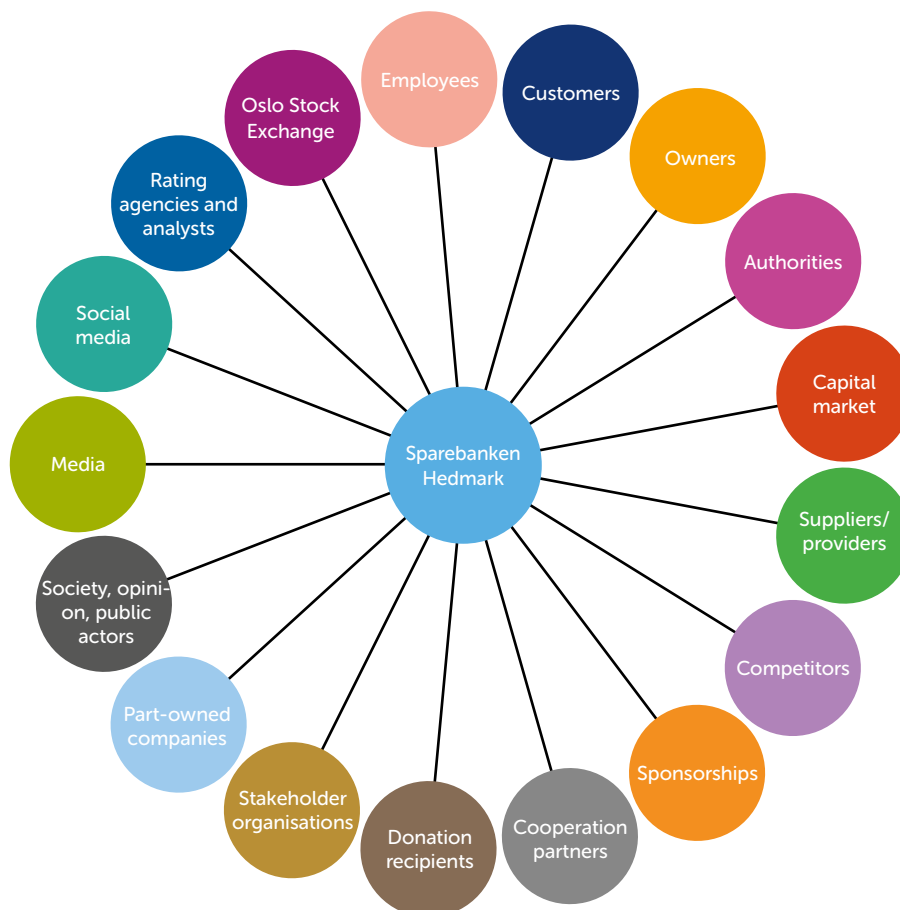 Employees
Customers
Owners
Authorities
Capital
market
Suppliers/
providers
Competitors
Sponsorships
Cooperation
partners
Donation
recipients
Stakeholder
organisations
Part-owned
companies
Society, opini-
on, public
actors
Media
Social
media
Rating
agencies and
analysts
Oslo Stock
Exchange
Sparebanken
Hedmark